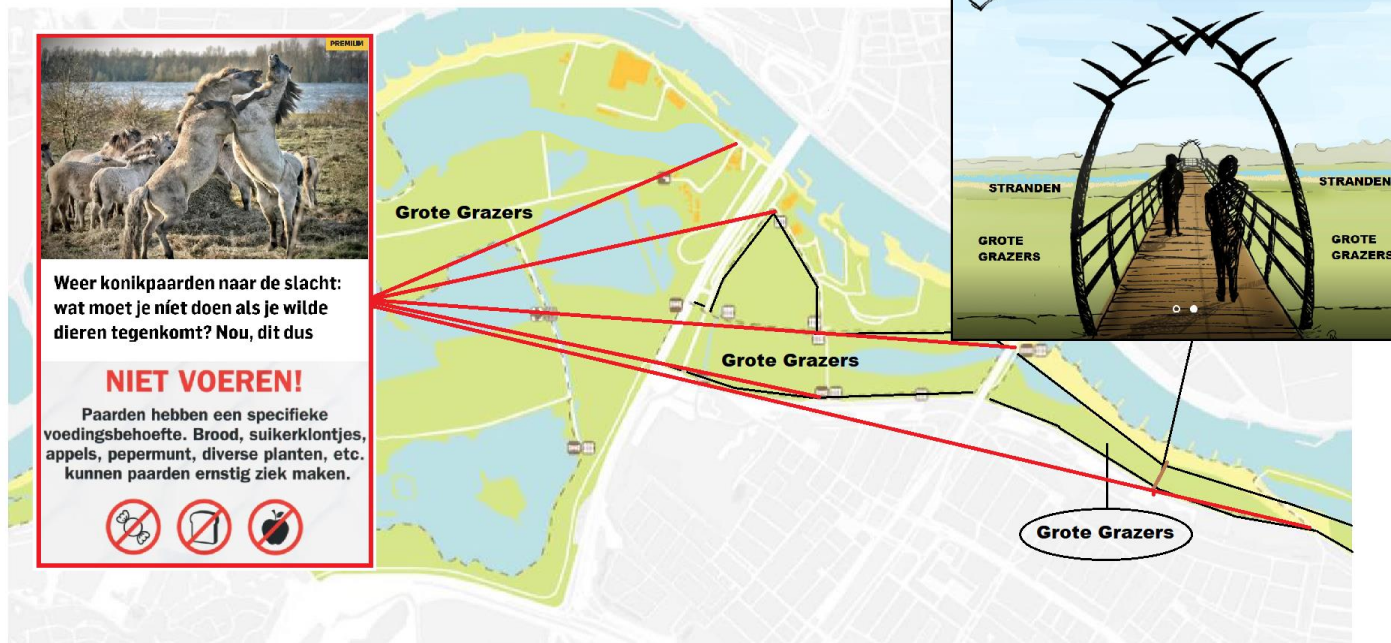 PREMIUM
Weer konikpaarden naar de slacht:
wat moet je níet doen als je wilde
dieren tegenkomt? Nou, dit dus
NIET VOEREN!
Paarden hebben een specifieke
voedingsbehoefte. Brood, suikerklontjes,
appels, pepermunt, diverse planten, etc.
kunnen paarden ernstig ziek maken.
Grote Grazers
Grote Grazers
Grote Grazers
STRANDEN
STRANDEN
GROTE
GRAZERS
GROTE
GRAZERS